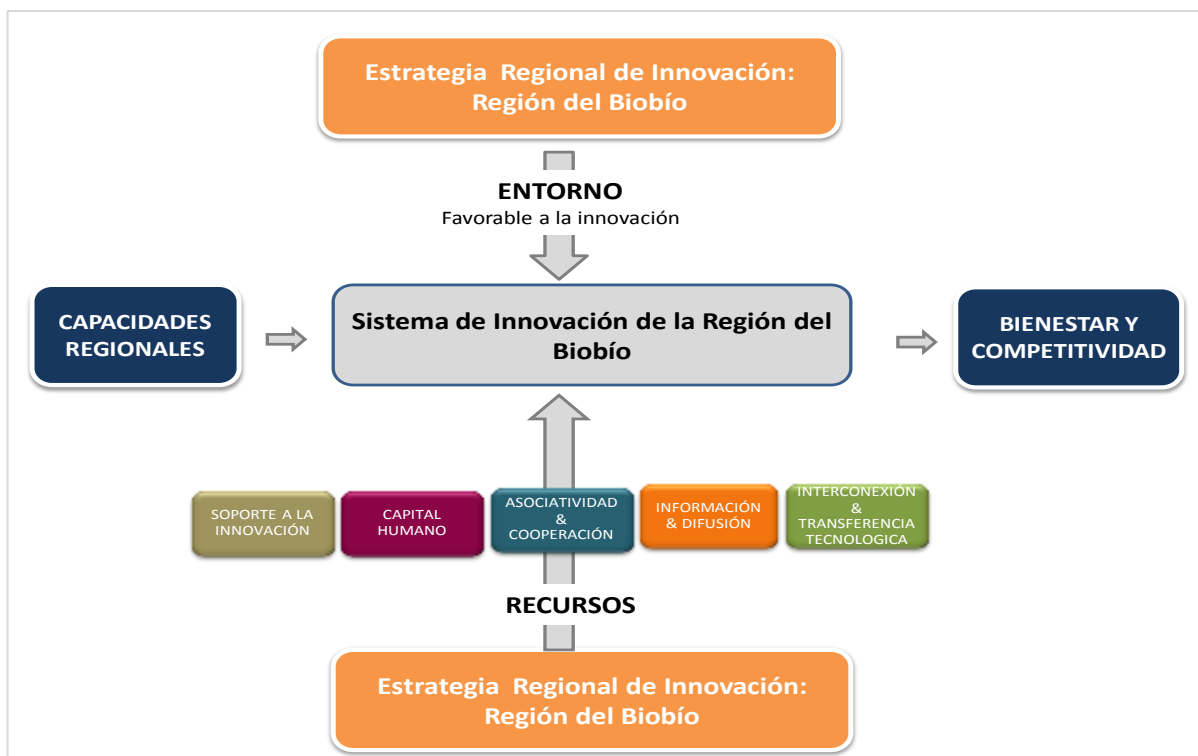 Estrategia Regional de Innovación:
Región del Biobío
ENTORNO
Favorable a la innovación
CAPACIDADES
REGIONALES
Sistema de Innovación de la Región del
Biobío
BIENESTAR Y
COMPETITIVIDAD
SOPORTE A LA
INNOVACIÓN
CAPITAL
HUMANO
ASOCIATIVIDAD
&
COOPERACIÓN
INFORMACIÓN
& DIFUSIÓN
INTERCONEXIÓN
&
TRANSFERENCIA
TECNOLOGICA
RECURSOS
Estrategia Regional de Innovación:
Región del Biobío